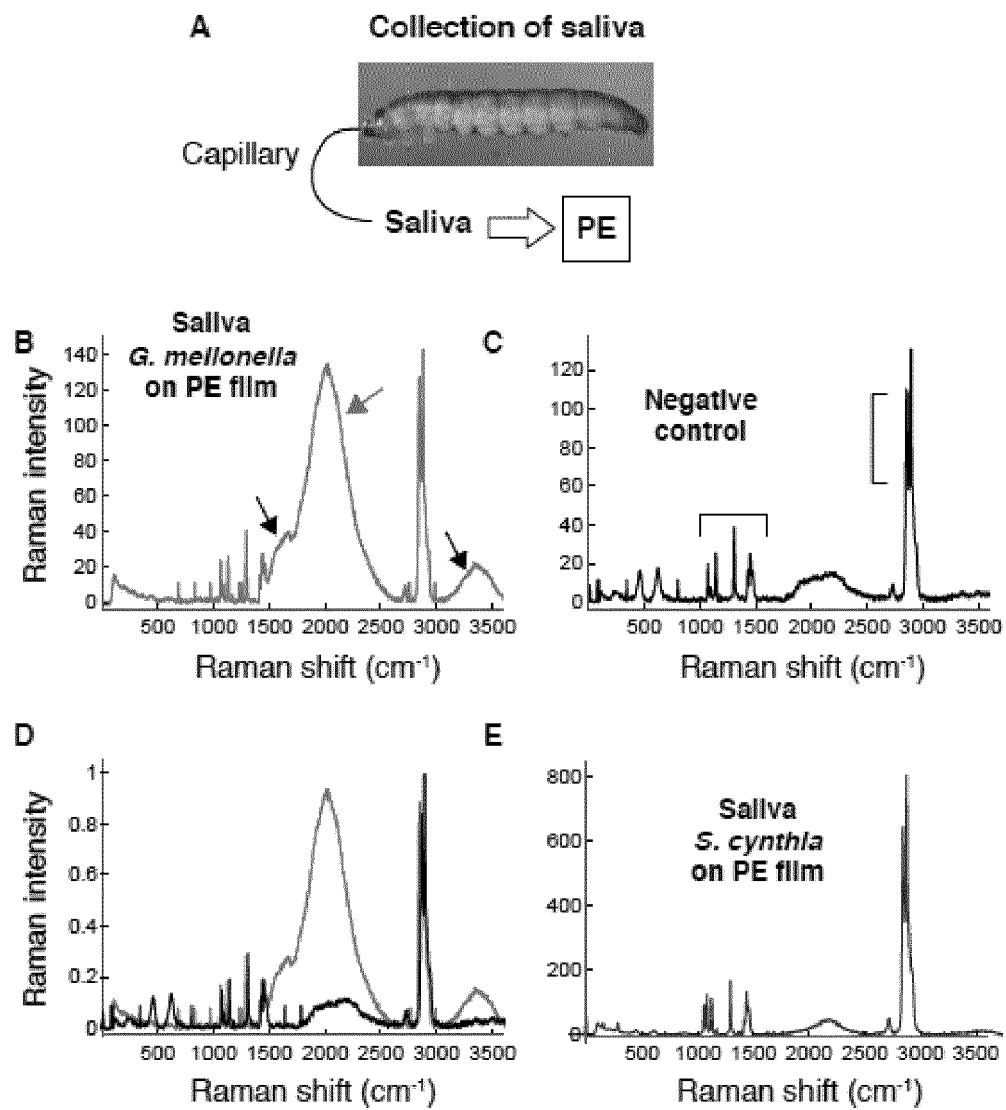 A Collection of saliva
Capillary
Saliva
PE
B
Saliva
G. mellonella
on PE film
Raman intensity
140
120
100
80
60
40
20
0
500 1000 1500 2000 2500 3000 3500
Raman shift (cm-1)
C
Negative
control
120
100
80
60
40
20
0
500 1000 1500 2000 2500 3000 3500
Raman shift (cm-1)
D
Raman intensity
1
0.8
0.6
0.4
0.2
0
500 1000 1500 2000 2500 3000 3500
Raman shift (cm-1)
E
Saliva
S. cynthia
on PE film
800
600
400
200
0
500 1000 1500 2000 2500 3000 3500
Raman shift (cm-1)